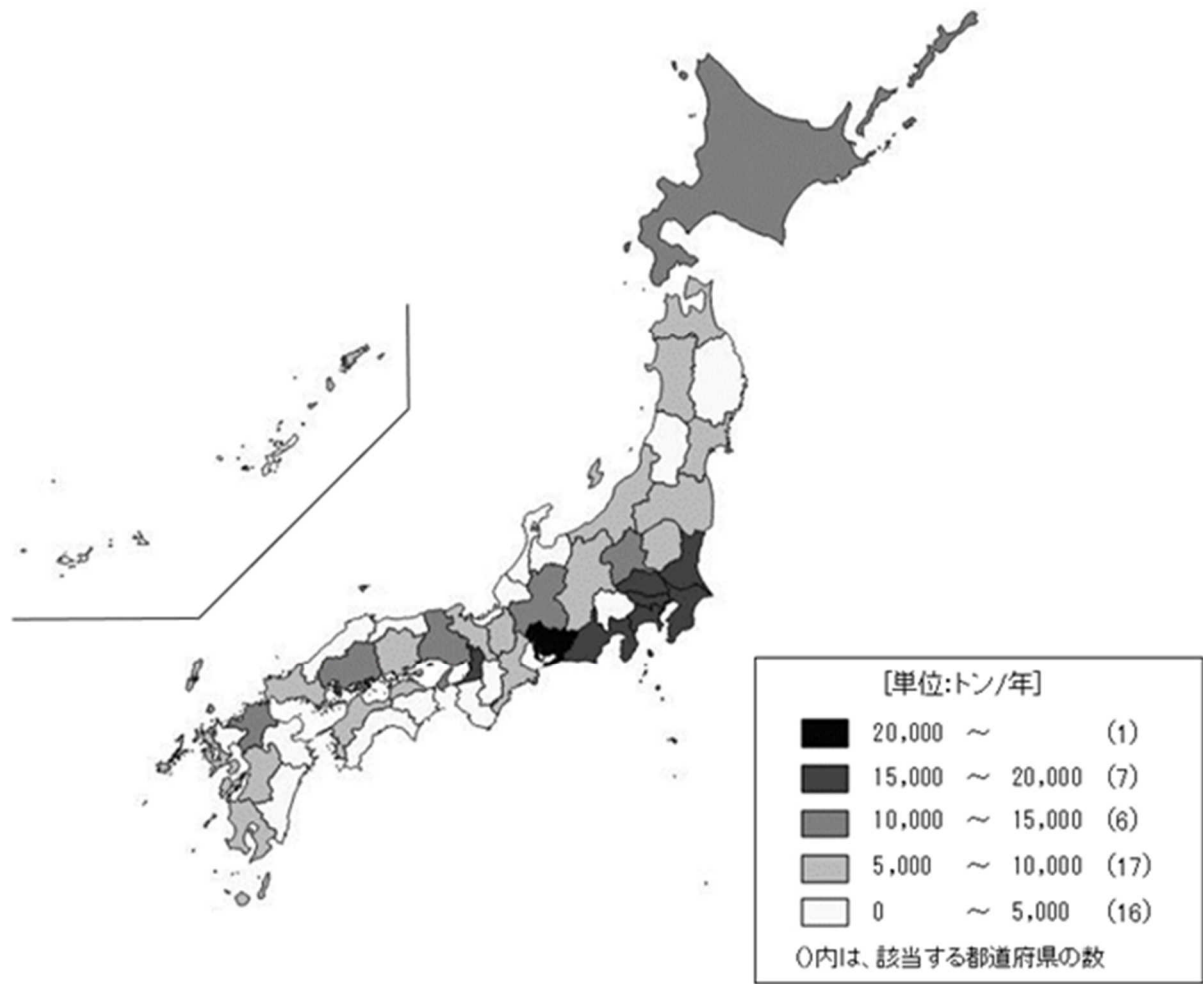 [単位:トン/年]
20,000 ～ (1)
15,000 ～ 20,000 (7)
10,000 ～ 15,000 (6)
5,000 ～ 10,000 (17)
0 ～ 5,000 (16)
()内は、該当する都道府県の数